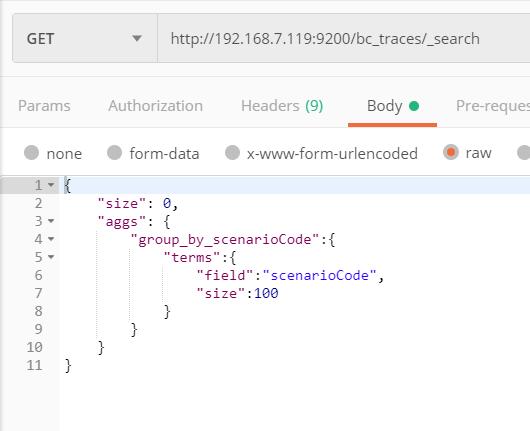 GET http://192.168.7.119:9200/bc_traces/_search
Params Authorization Headers (9) Body Pre-reques
none form-data x-www-form-urlencoded raw
1 {
2 "size": 0,
3 "aggs": {
4 "group_by_scenarioCode":{
5 "terms":{
6 "field":"scenarioCode",
7 "size":100
8 }
9 }
10 }
11 }